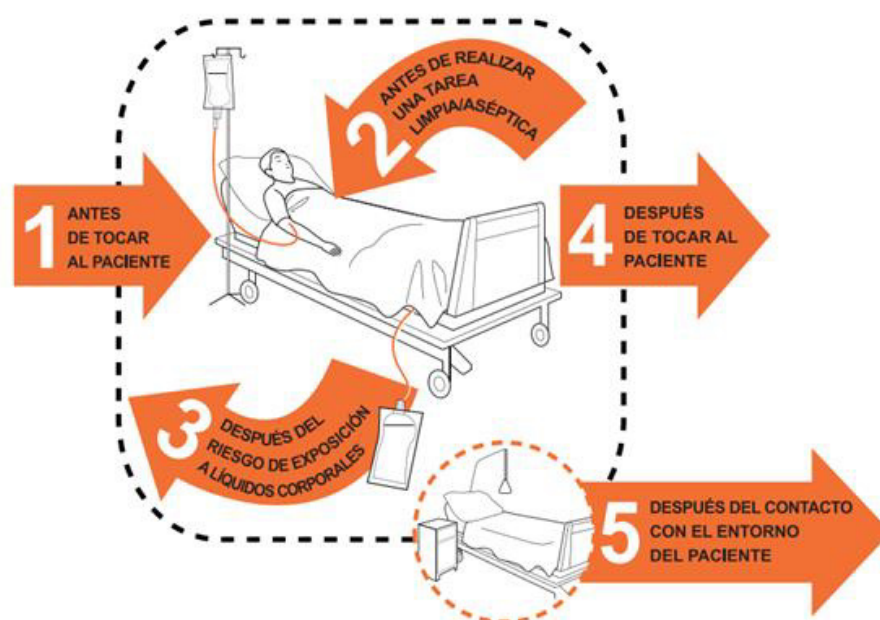 1 ANTES
DE TOCAR
AL PACIENTE
2 ANTES DE REALIZAR
UNA TAREA
LIMPIA/ASÉPTICA
3 DESPUÉS DEL
RIESGO DE EXPOSICIÓN
A LÍQUIDOS CORPORALES
4 DESPUÉS
DE TOCAR AL
PACIENTE
5 DESPUÉS DEL CONTACTO
CON EL ENTORNO
DEL PACIENTE